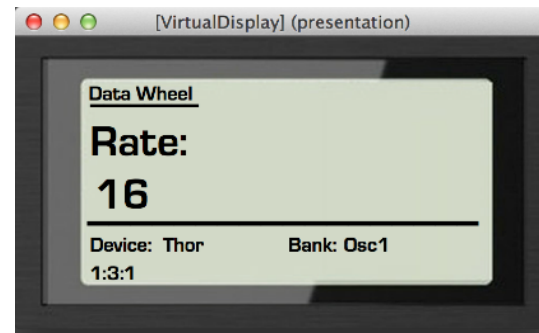 [VirtualDisplay] (presentation)
Data Wheel
Rate:
16
Device: Thor Bank: Osc1
1:3:1